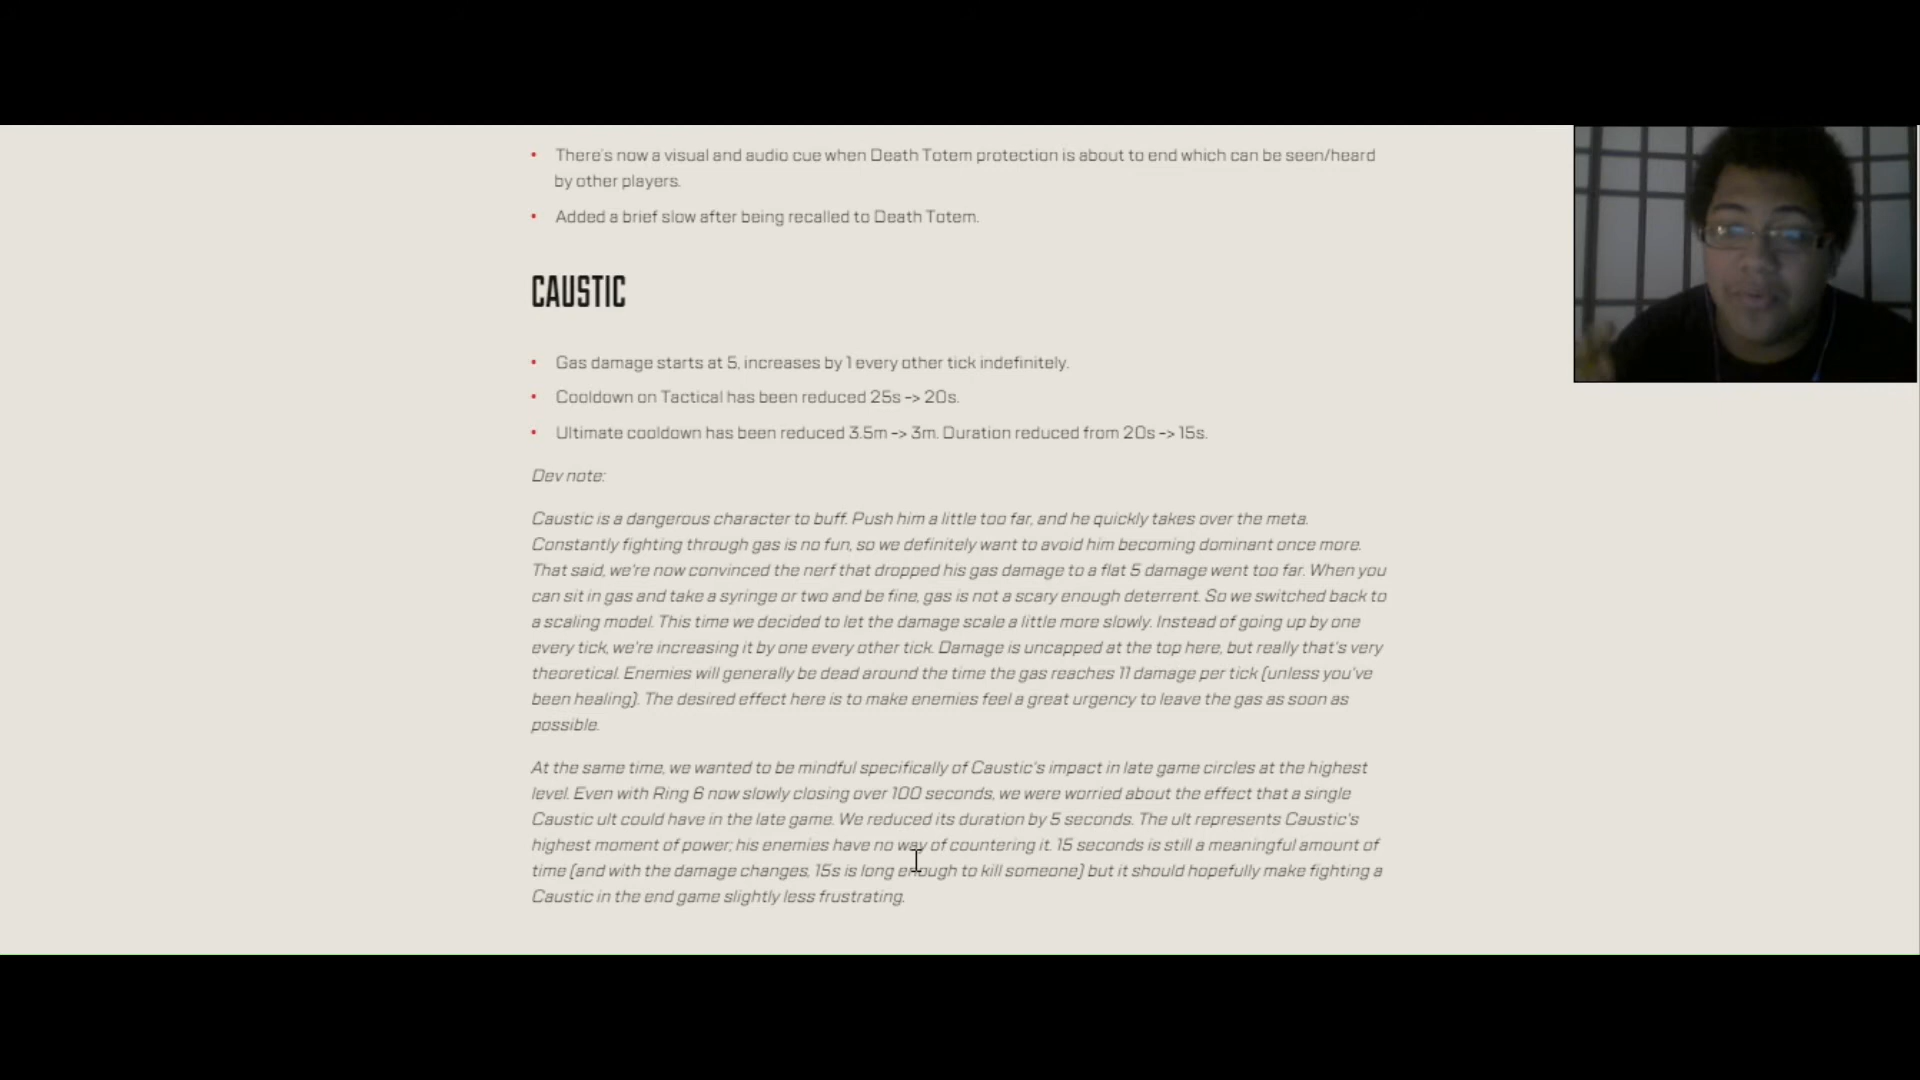 There's now a visual and audio cue when Death Totem protection is about to end which can be seen/heard
by other players.
Added a brief slow after being recalled to Death Totem.
CAUSTIC
Gas damage starts at 5, increases by 1 every other tick indefinitely.
Cooldown on Tactical has been reduced 25s -> 20s.
Ultimate cooldown has been reduced 3.5m -> 3m. Duration reduced from 20s -> 15s.
Dev note:
Caustic is a dangerous character to buff. Push him a little too far, and he quickly takes over the meta.
Constantly fighting through gas is no fun, so we definitely want to avoid him becoming dominant once more.
That said, we're now convinced the nerf that dropped his gas damage to a flat 5 damage went too far. When you
can sit in gas and take a syringe or two and be fine, gas is not a scary enough deterrent. So we switched back to
a scaling model. This time we decided to let the damage scale a little more slowly. Instead of going up by one
every tick, we're increasing it by one every other tick. Damage is uncapped at the top here, but really that's very
theoretical. Enemies will generally be dead around the time the gas reaches 11 damage per tick (unless you've
been healing). The desired effect here is to make enemies feel a great urgency to leave the gas as soon as
possible.
At the same time, we wanted to be mindful specifically of Caustic's impact in late game circles at the highest
level. Even with Ring 6 now slowly closing over 100 seconds, we were worried about the effect that a single
Caustic ult could have in the late game. We reduced its duration by 5 seconds. The ult represents Caustic's
highest moment of power; his enemies have no way of countering it. 15 seconds is still a meaningful amount of
time (and with the damage changes, 15s is long enough to kill someone) but it should hopefully make fighting a
Caustic in the end game slightly less frustrating.